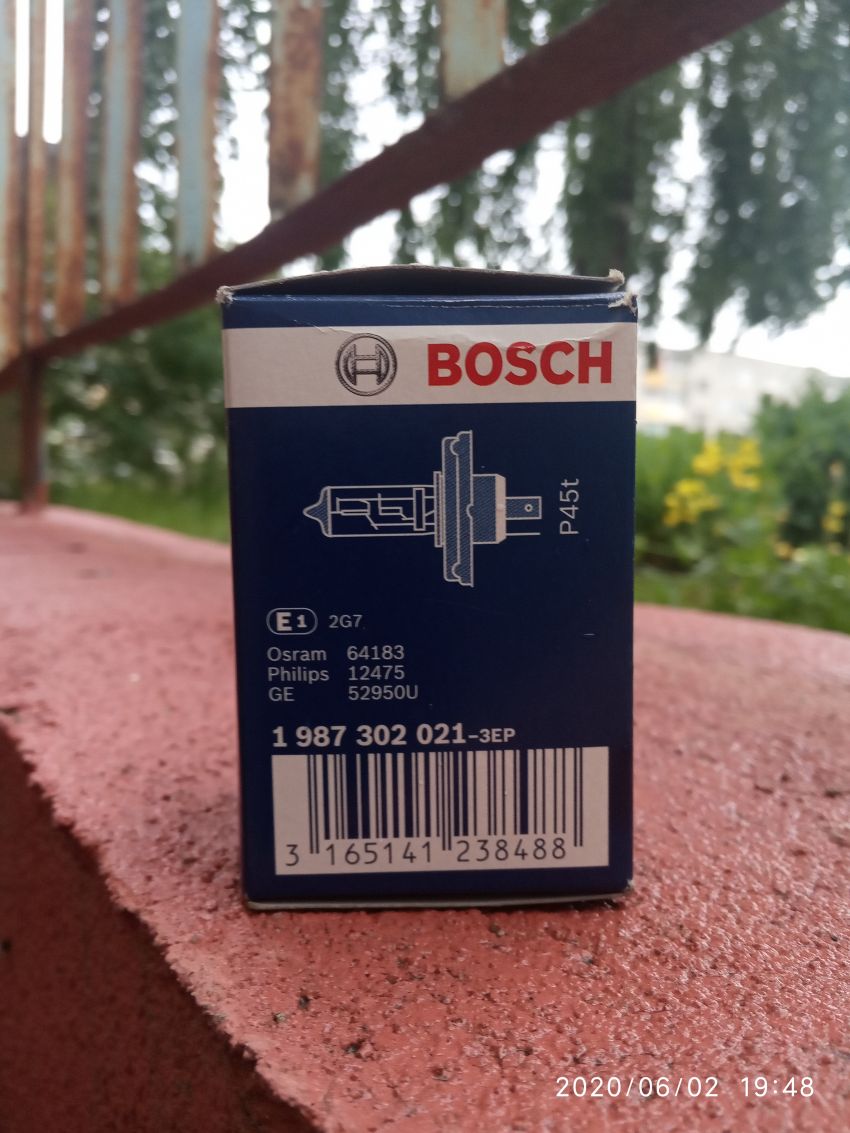 BOSCH
P45t
E1 2G7
Osram 64183
Philips 12475
GE 52950U
1 987 302 021-3EP
3 165141 238488
2020/06/02 19:48